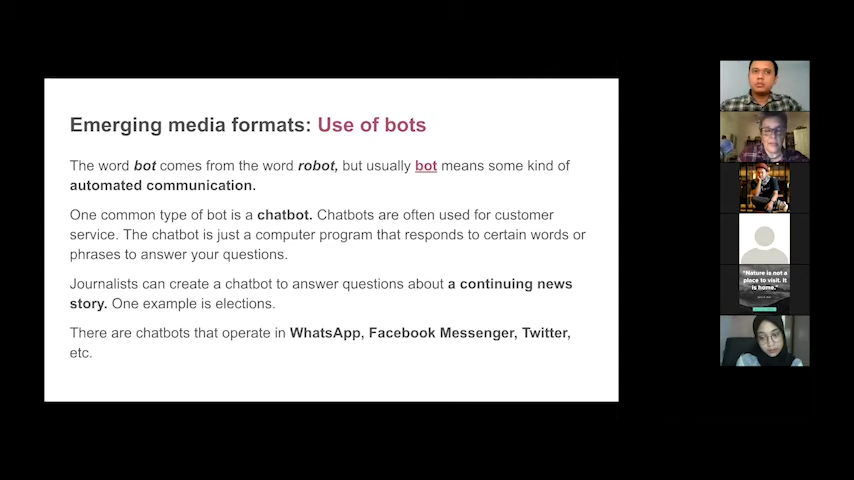 Emerging media formats: Use of bots
The word bot comes from the word robot, but usually bot means some kind of
automated communication.
One common type of bot is a chatbot. Chatbots are often used for customer
service. The chatbot is just a computer program that responds to certain words or
phrases to answer your questions.
Journalists can create a chatbot to answer questions about a continuing news
story. One example is elections.
There are chatbots that operate in WhatsApp, Facebook Messenger, Twitter,
etc.
"Nature is not a
place to visit. It
is home."